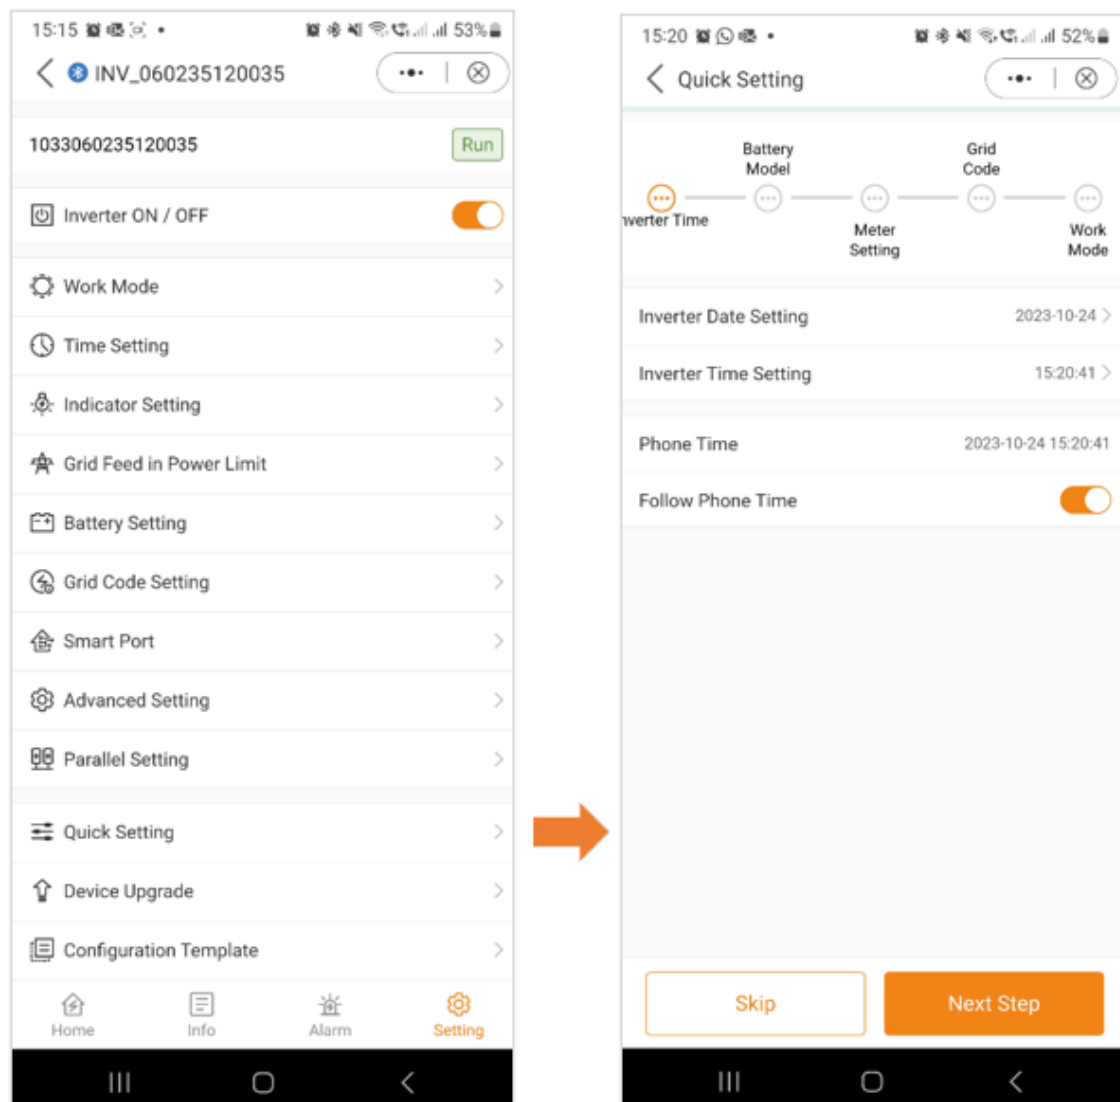 15:15
53%
INV_060235120035
1033060235120035
Run
Inverter ON / OFF
Work Mode
Time Setting
Indicator Setting
Grid Feed in Power Limit
Battery Setting
Grid Code Setting
Smart Port
Advanced Setting
Parallel Setting
Quick Setting
Device Upgrade
Configuration Template
Home
Info
Alarm
Setting
15:20
52%
Quick Setting
Battery
Model
Grid
Code
nverter Time
Meter
Setting
Work
Mode
Inverter Date Setting
2023-10-24
Inverter Time Setting
15:20:41
Phone Time
2023-10-24 15:20:41
Follow Phone Time
Skip
Next Step